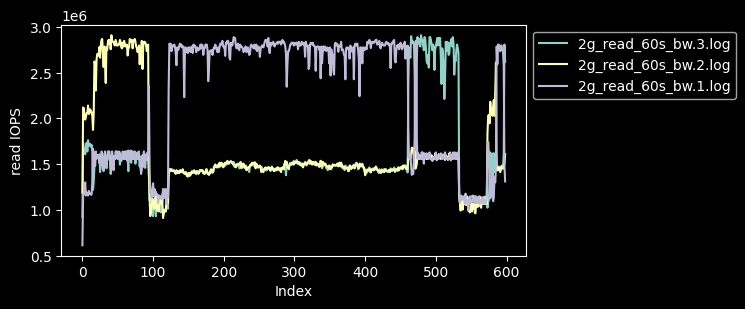 1e6
3.0
2.5
2.0
1.5
1.0
0.5
read IOPS
0
100
200
300
400
500
600
Index
2g_read_60s_bw.3.log
2g_read_60s_bw.2.log
2g_read_60s_bw.1.log